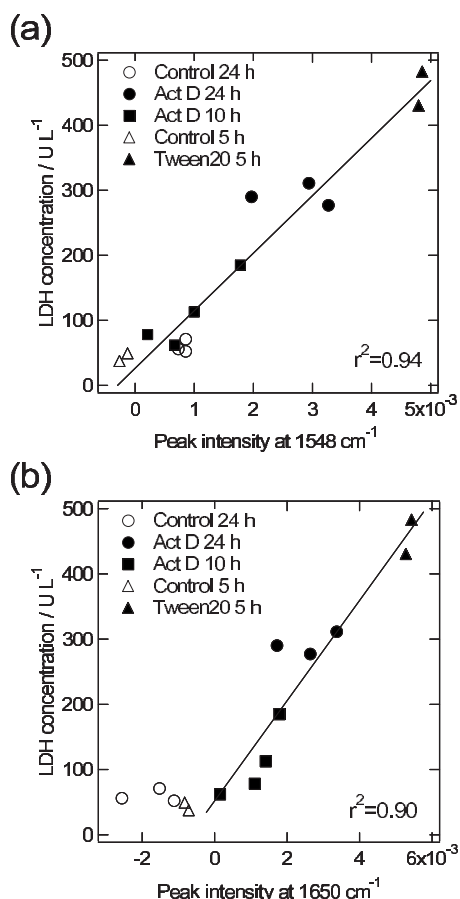 (a)
500
400
300
200
100
0
LDH concentration / U L⁻¹
Control 24 h
Act D 24 h
Act D 10 h
Control 5 h
Tween20 5 h
r²=0.94
0 1 2 3 4 5x10⁻³
Peak intensity at 1548 cm⁻¹
(b)
500
400
300
200
100
0
LDH concentration / U L⁻¹
Control 24 h
Act D 24 h
Act D 10 h
Control 5 h
Tween20 5 h
r²=0.90
-2 0 2 4 6x10⁻³
Peak intensity at 1650 cm⁻¹